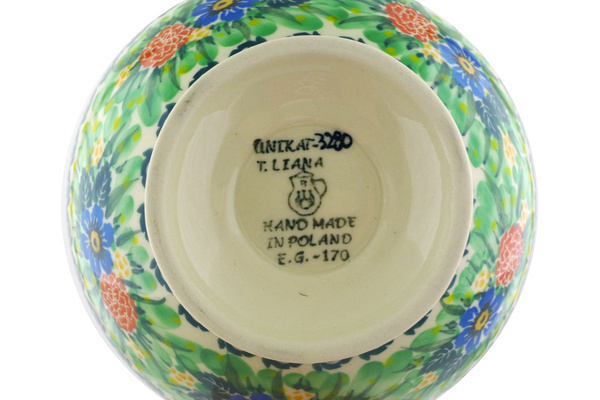 UNIKAT-3280
T. LIANA
HAND MADE
IN POLAND
E.G.-170